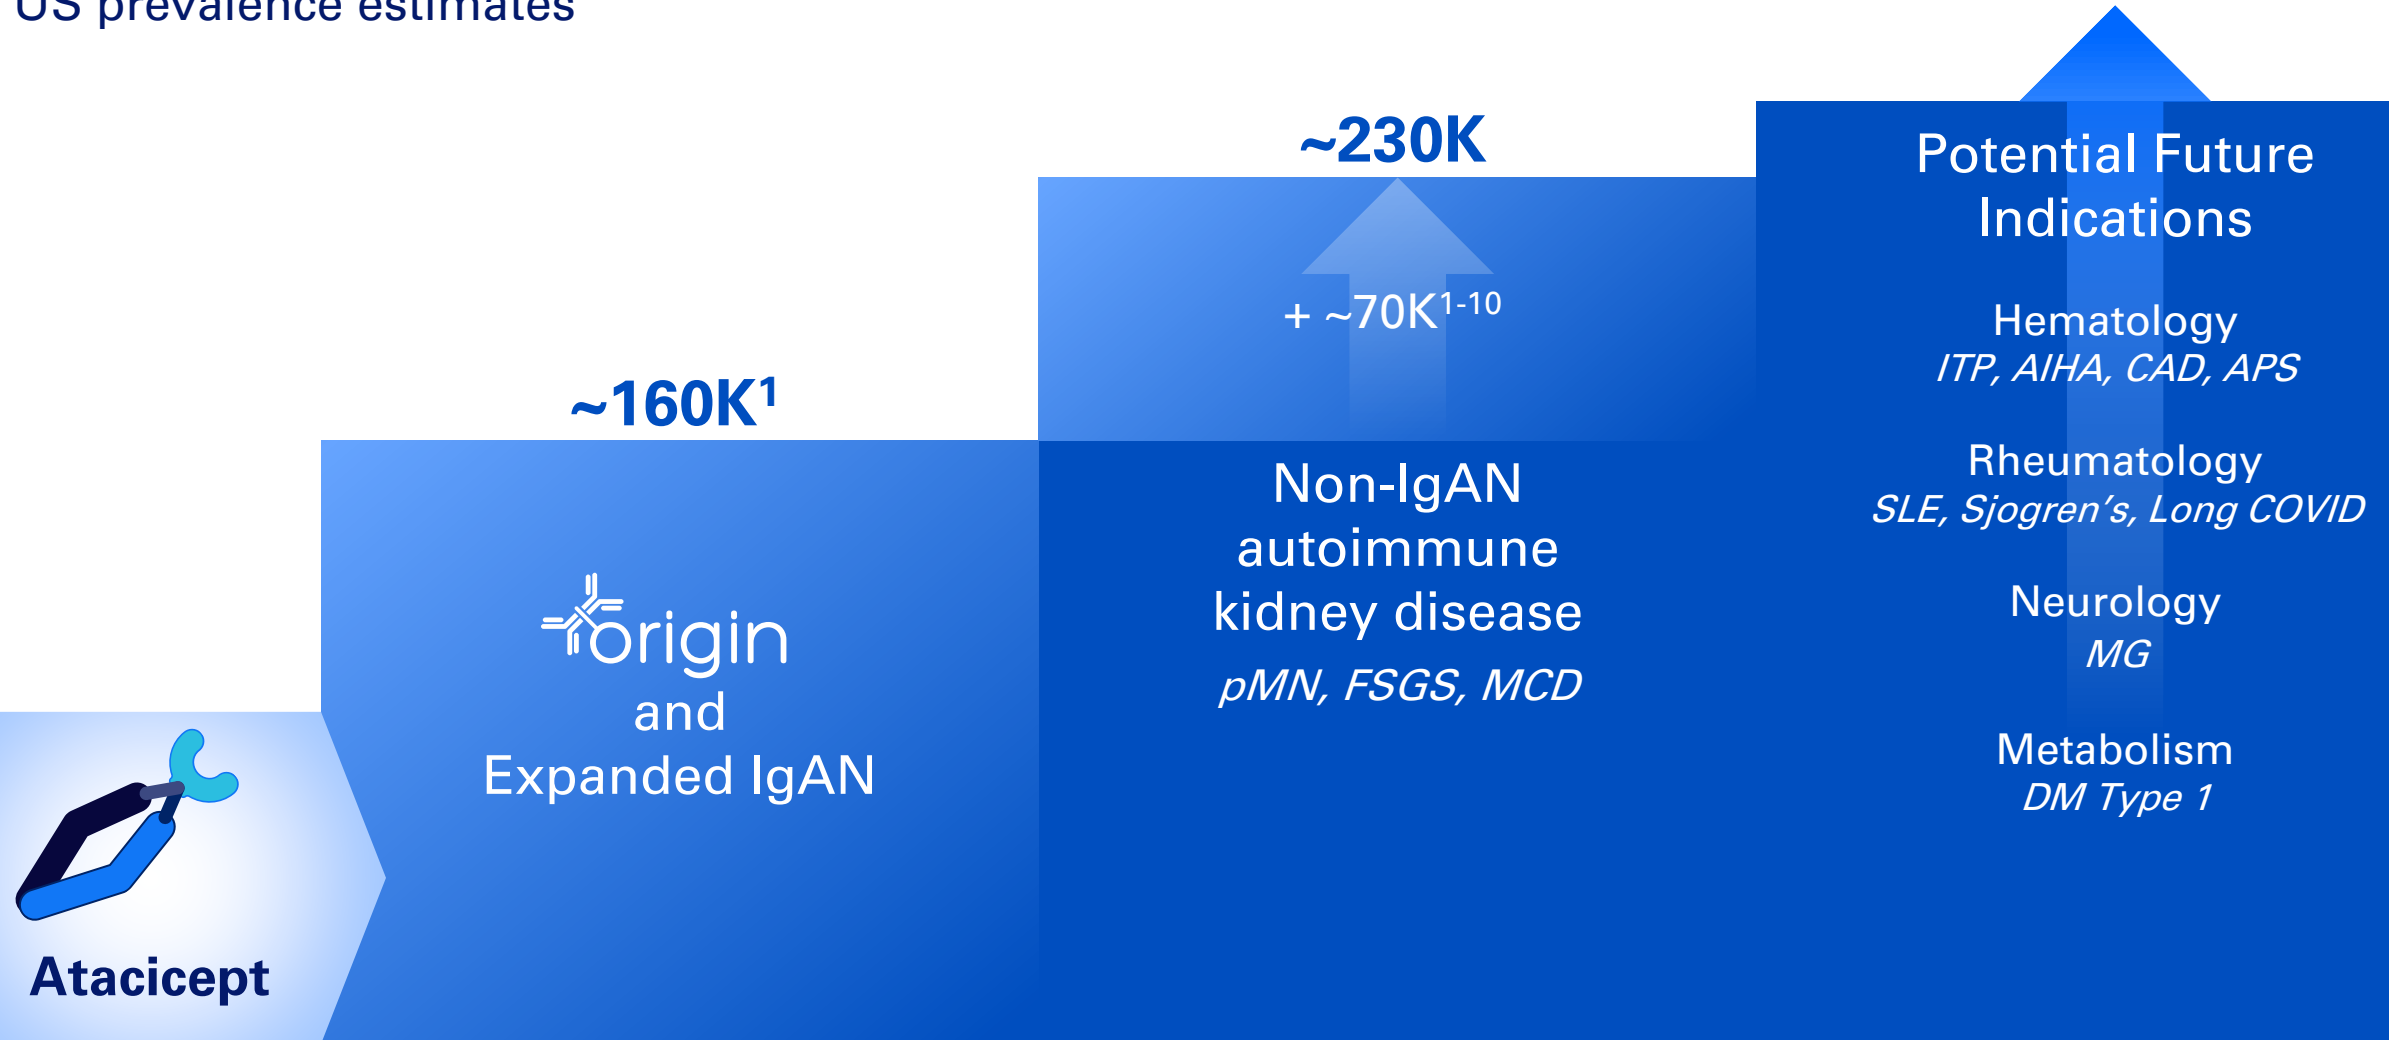 US prevalence estimates
~160K1
origin
and
Expanded IgAN
Atacicept
~230K
+ ~70K1-10
Non-IgAN
autoimmune
kidney disease
pMN, FSGS, MCD
Potential Future
Indications
Hematology
ITP, AIHA, CAD, APS
Rheumatology
SLE, Sjogren’s, Long COVID
Neurology
MG
Metabolism
DM Type 1